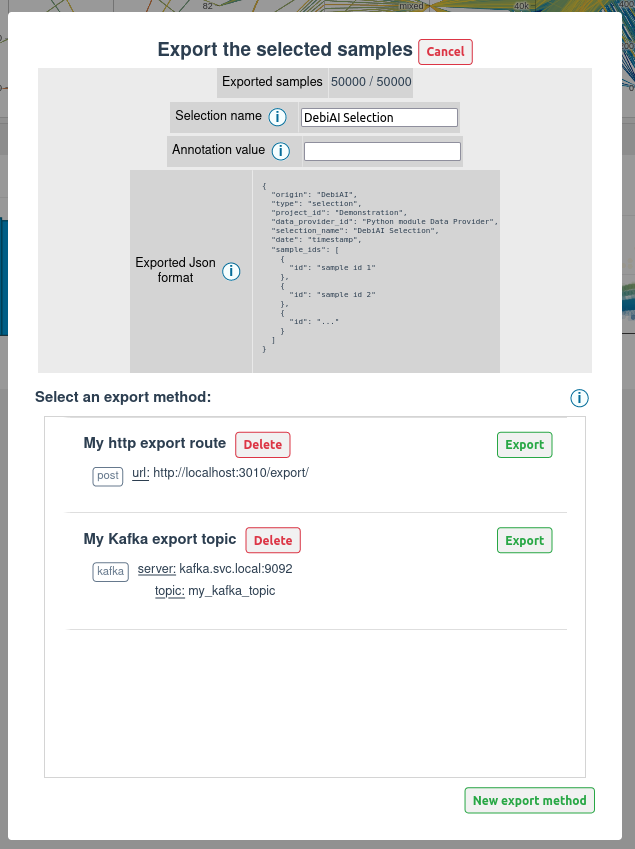 82
mixed
40k
Export the selected samples Cancel
Exported samples 50000 / 50000
Selection name i DebiAI Selection
Annotation value i
Exported Json format i
{
"origin": "DebiAI",
"type": "selection",
"project_id": "Demonstration",
"data_provider_id": "Python module Data Provider",
"selection_name": "DebiAI Selection",
"date": "timestamp",
"sample_ids": [
{
"id": "sample id 1"
},
{
"id": "sample id 2"
},
{
"id": "..."
}
]
}
Select an export method: i
My http export route Delete Export
post url: http://localhost:3010/export/
My Kafka export topic Delete Export
kafka server: kafka.svc.local:9092
topic: my_kafka_topic
New export method